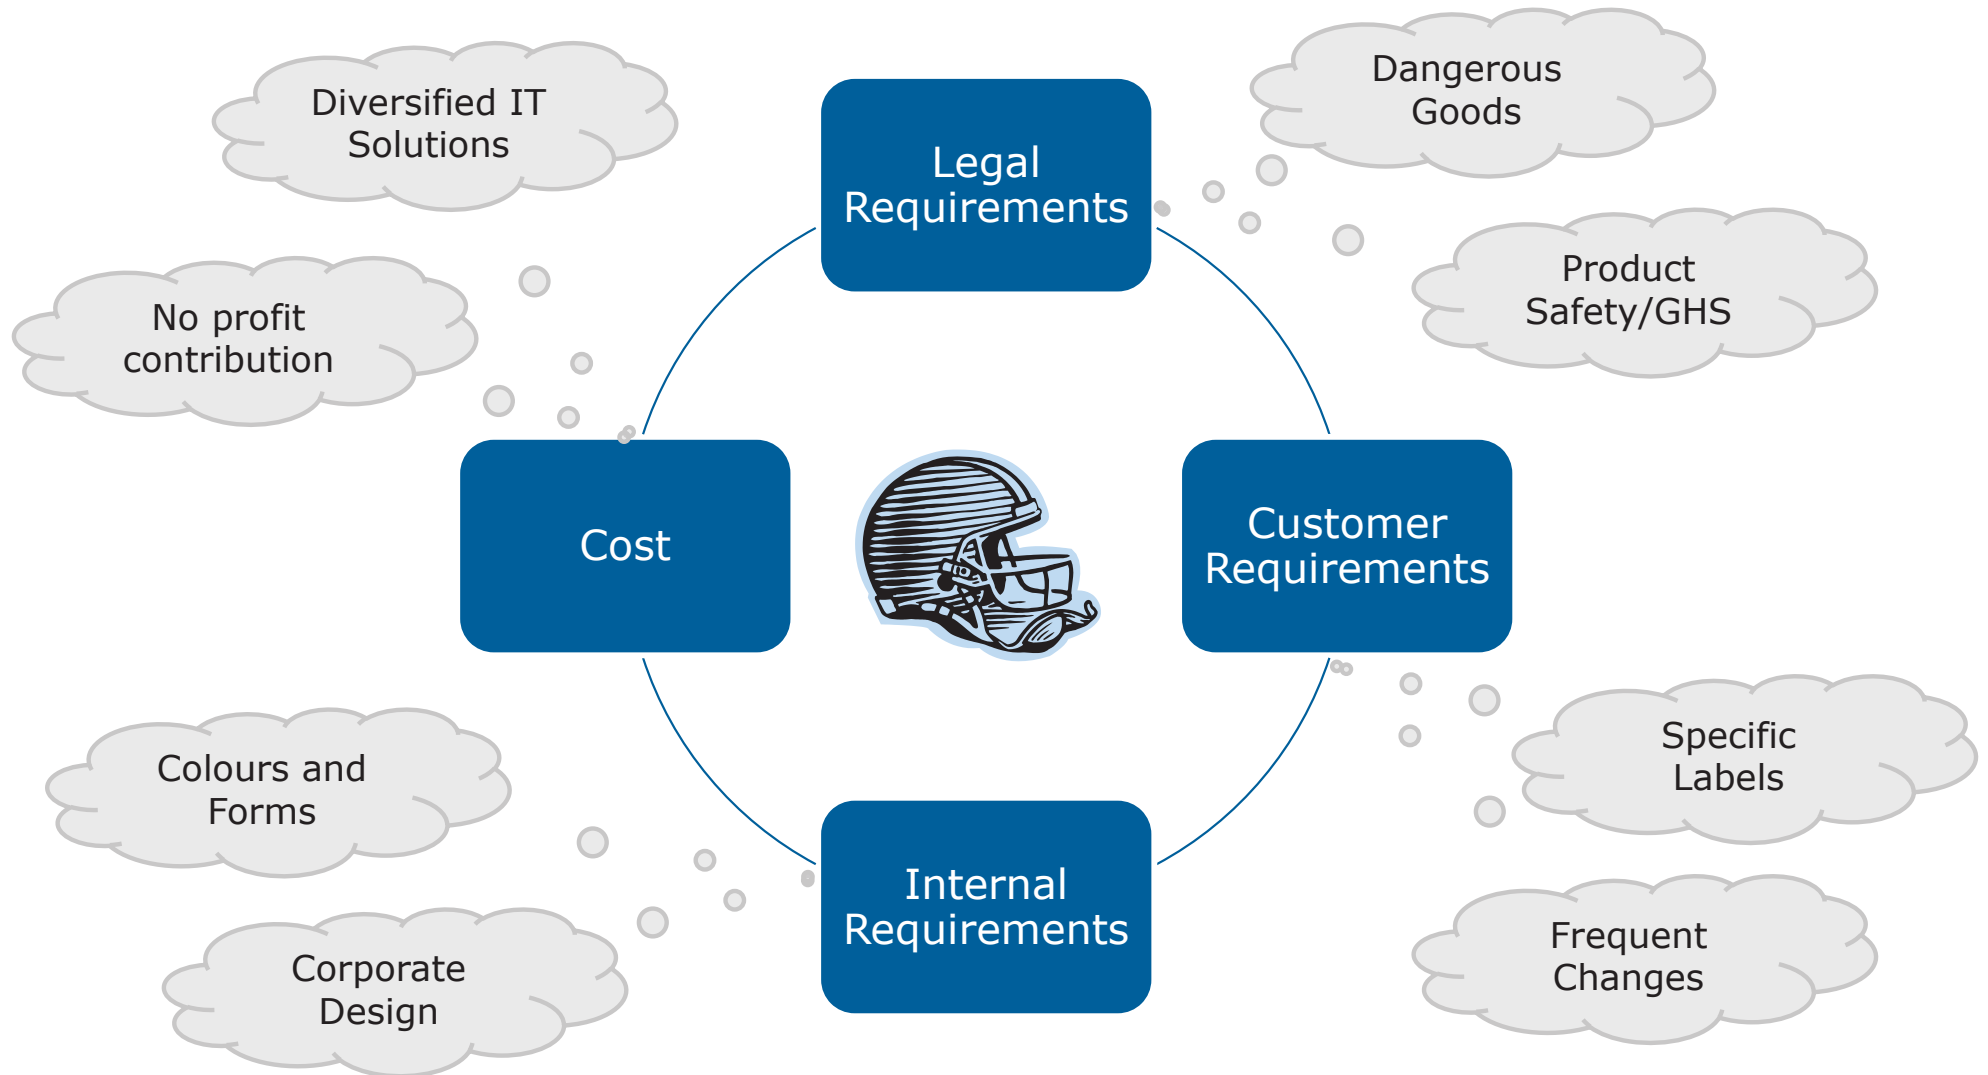 Diversified IT
Solutions
Dangerous
Goods
Legal
Requirements
No profit
contribution
Product
Safety/GHS
Cost
Customer
Requirements
Colours and
Forms
Specific
Labels
Internal
Requirements
Corporate
Design
Frequent
Changes